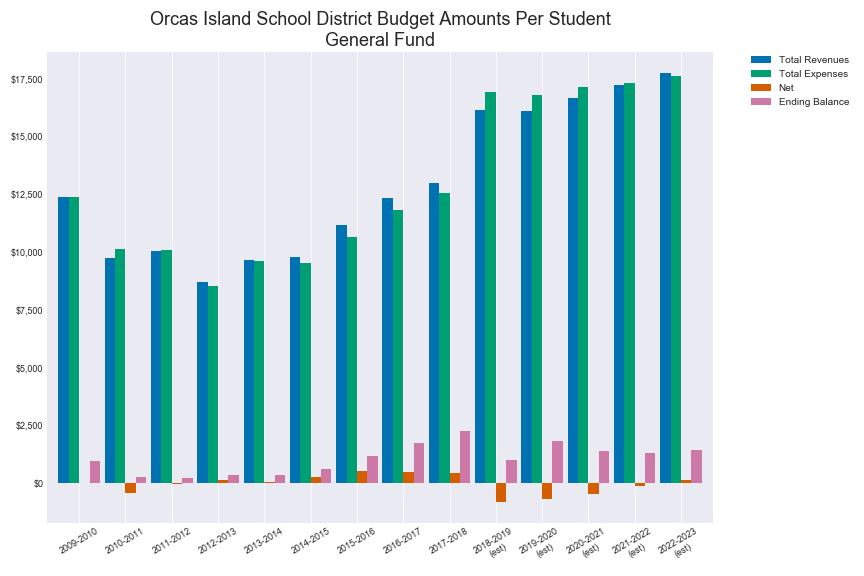 Orcas Island School District Budget Amounts Per Student
General Fund
Total Revenues
Total Expenses
Net
Ending Balance
$17,500
$15,000
$12,500
$10,000
$7,500
$5,000
$2,500
$0
2009-2010
2010-2011
2011-2012
2012-2013
2013-2014
2014-2015
2015-2016
2016-2017
2017-2018
2018-2019
(est)
2019-2020
(est)
2020-2021
(est)
2021-2022
(est)
2022-2023
(est)